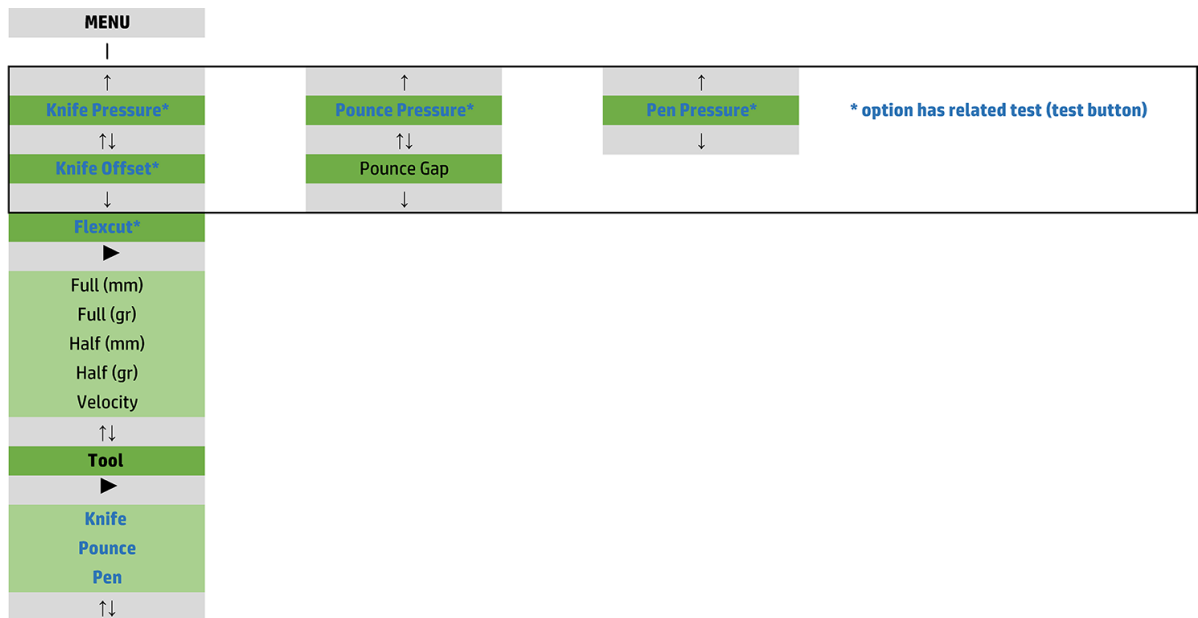 MENU
|
↑ ↑ ↑
Knife Pressure* Pounce Pressure* Pen Pressure* * option has related test (test button)
↑↓ ↑↓ ↓
Knife Offset* Pounce Gap
↓ ↓
Flexcut*
►
Full (mm)
Full (gr)
Half (mm)
Half (gr)
Velocity
↑↓
Tool
►
Knife
Pounce
Pen
↑↓